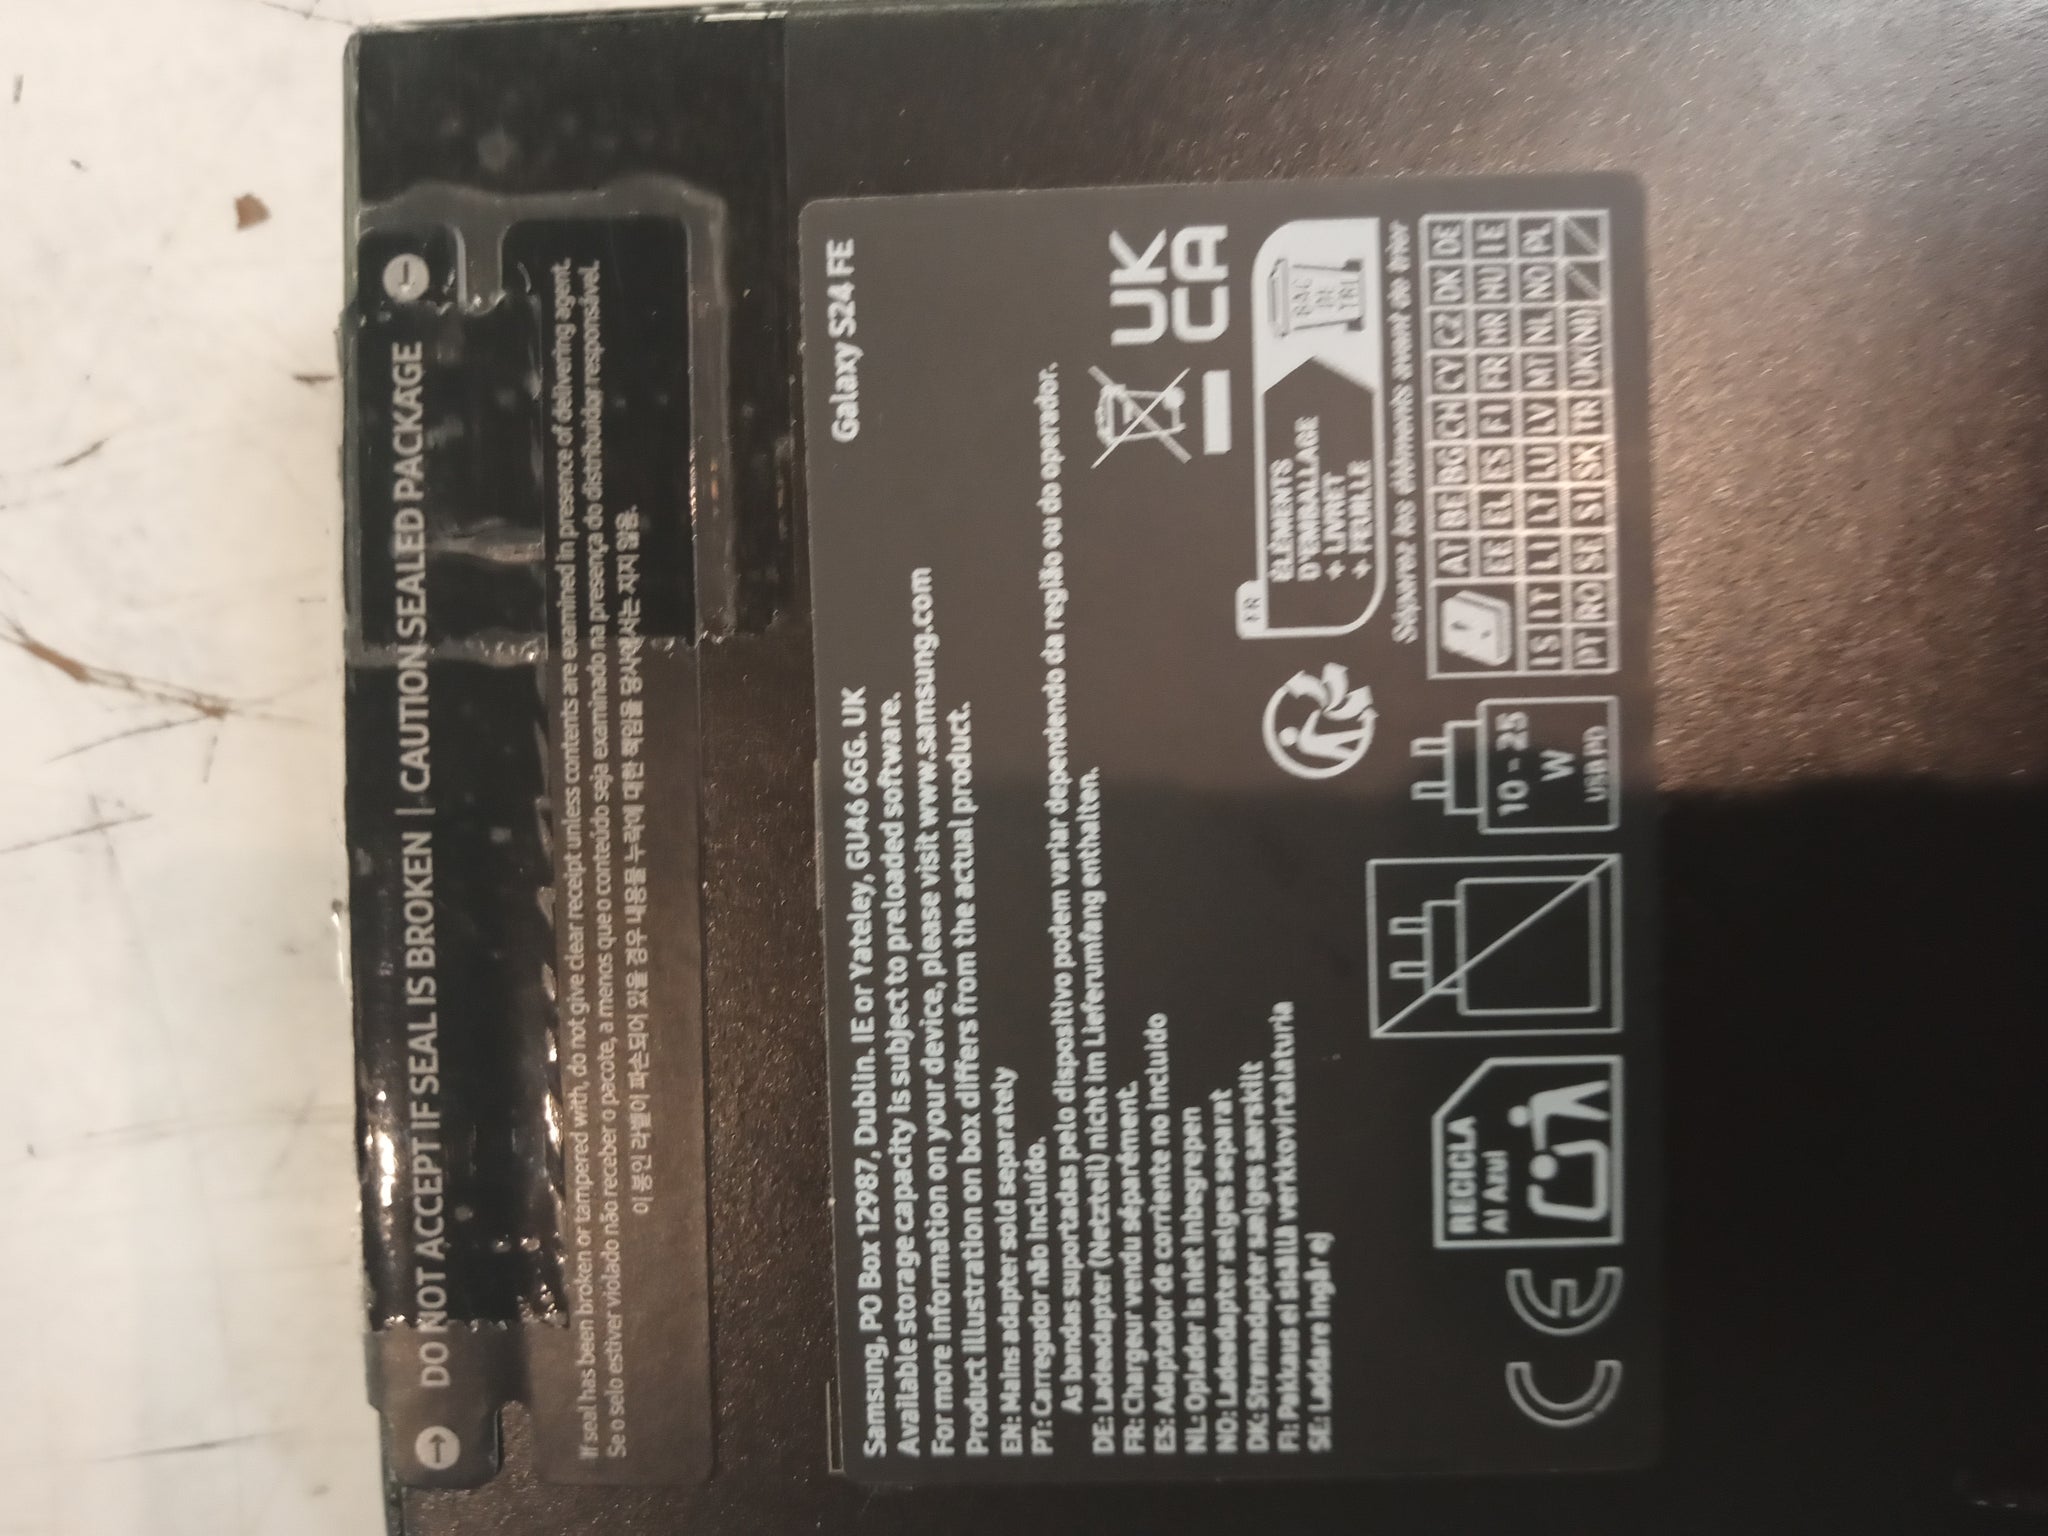 DO NOT ACCEPT IF SEAL IS BROKEN | CAUTION SEALED PACKAGE
If seal has been broken or tampered with, do not give clear receipt unless contents are examined in presence of delivering agent.
Se o selo estiver violado não receber o pacote, a menos que o conteúdo seja examinado na presença do distribuidor responsável.
이 봉인 라벨이 파손되어 있을 경우 내용물 누락에 대한 책임을 당사에서는 지지 않음.
Galaxy S24 FE
Samsung, PO Box 12987, Dublin. IE or Yateley, GU46 6GG. UK
Available storage capacity is subject to preloaded software.
For more information on your device, please visit www.samsung.com
Product illustration on box differs from the actual product.
EN: Mains adapter sold separately
PT: Carregador não incluído.
As bandas suportadas pelo dispositivo podem variar dependendo da região ou do operador.
DE: Ladeadapter (Netzteil) nicht im Lieferumfang enthalten.
FR: Chargeur vendu séparément.
ES: Adaptador de corriente no incluido
NL: Oplader is niet inbegrepen
NO: Ladeadapter selges separat
DK: Strømadapter sælges særskilt
FI: Pakkaus ei sisällä verkkovirtalaturia
SE: Laddare ingår ej
UK
CA
FR
ÉLÉMENTS
D'EMBALLAGE
+ LIVRET
+ FEUILLE
BAC
DE
TRI
Séparez les éléments avant de trier
CE
RECICLA
Al Azul
10 - 25
W
USB PD
AT BE BG CH CY CZ DK DE
EE EL ES FI FR HR HU IE
IS IT LI LT LU LV MT NL NO PL
PT RO SE SI SK TR UK(NI)